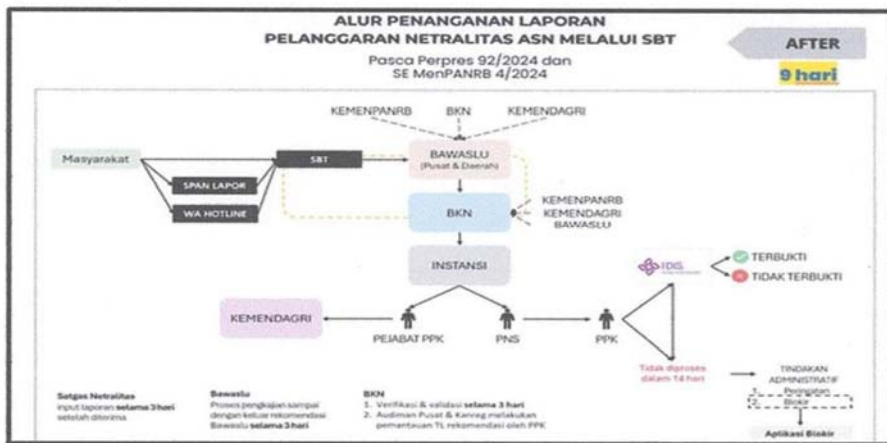 ALUR PENANGANAN LAPORAN
PELANGGARAN NETRALITAS ASN MELALUI SBT
Pasca Perpres 92/2024 dan
SE MenPANRB 4/2024
AFTER
9 hari
KEMENPANRB BKN KEMENDAGRI
Masyarakat
SBT
BAWASLU
(Pusat & Daerah)
SPAN LAPOR
WA HOTLINE
BKN
KEMENPANRB
KEMENDAGRI
BAWASLU
INSTANSI
IDIS
TERBUKTI
TIDAK TERBUKTI
KEMENDAGRI
PEJABAT PPK
PNS
PPK
Tidak diproses
dalam 14 hari
TINDAKAN
ADMINISTRATIF
1. Peringatan
2. Blokir
Aplikasi Blokir
Satgas Netralitas
input laporan selama 3 hari
setelah diterima
Bawaslu
Proses pengkajian sampai
dengan keluar rekomendasi
Bawaslu selama 3 hari
BKN
1. Verifikasi & validasi selama 3 hari
2. Audiman Pusat & Kanreg melakukan
pemantauan TL rekomendasi oleh PPK